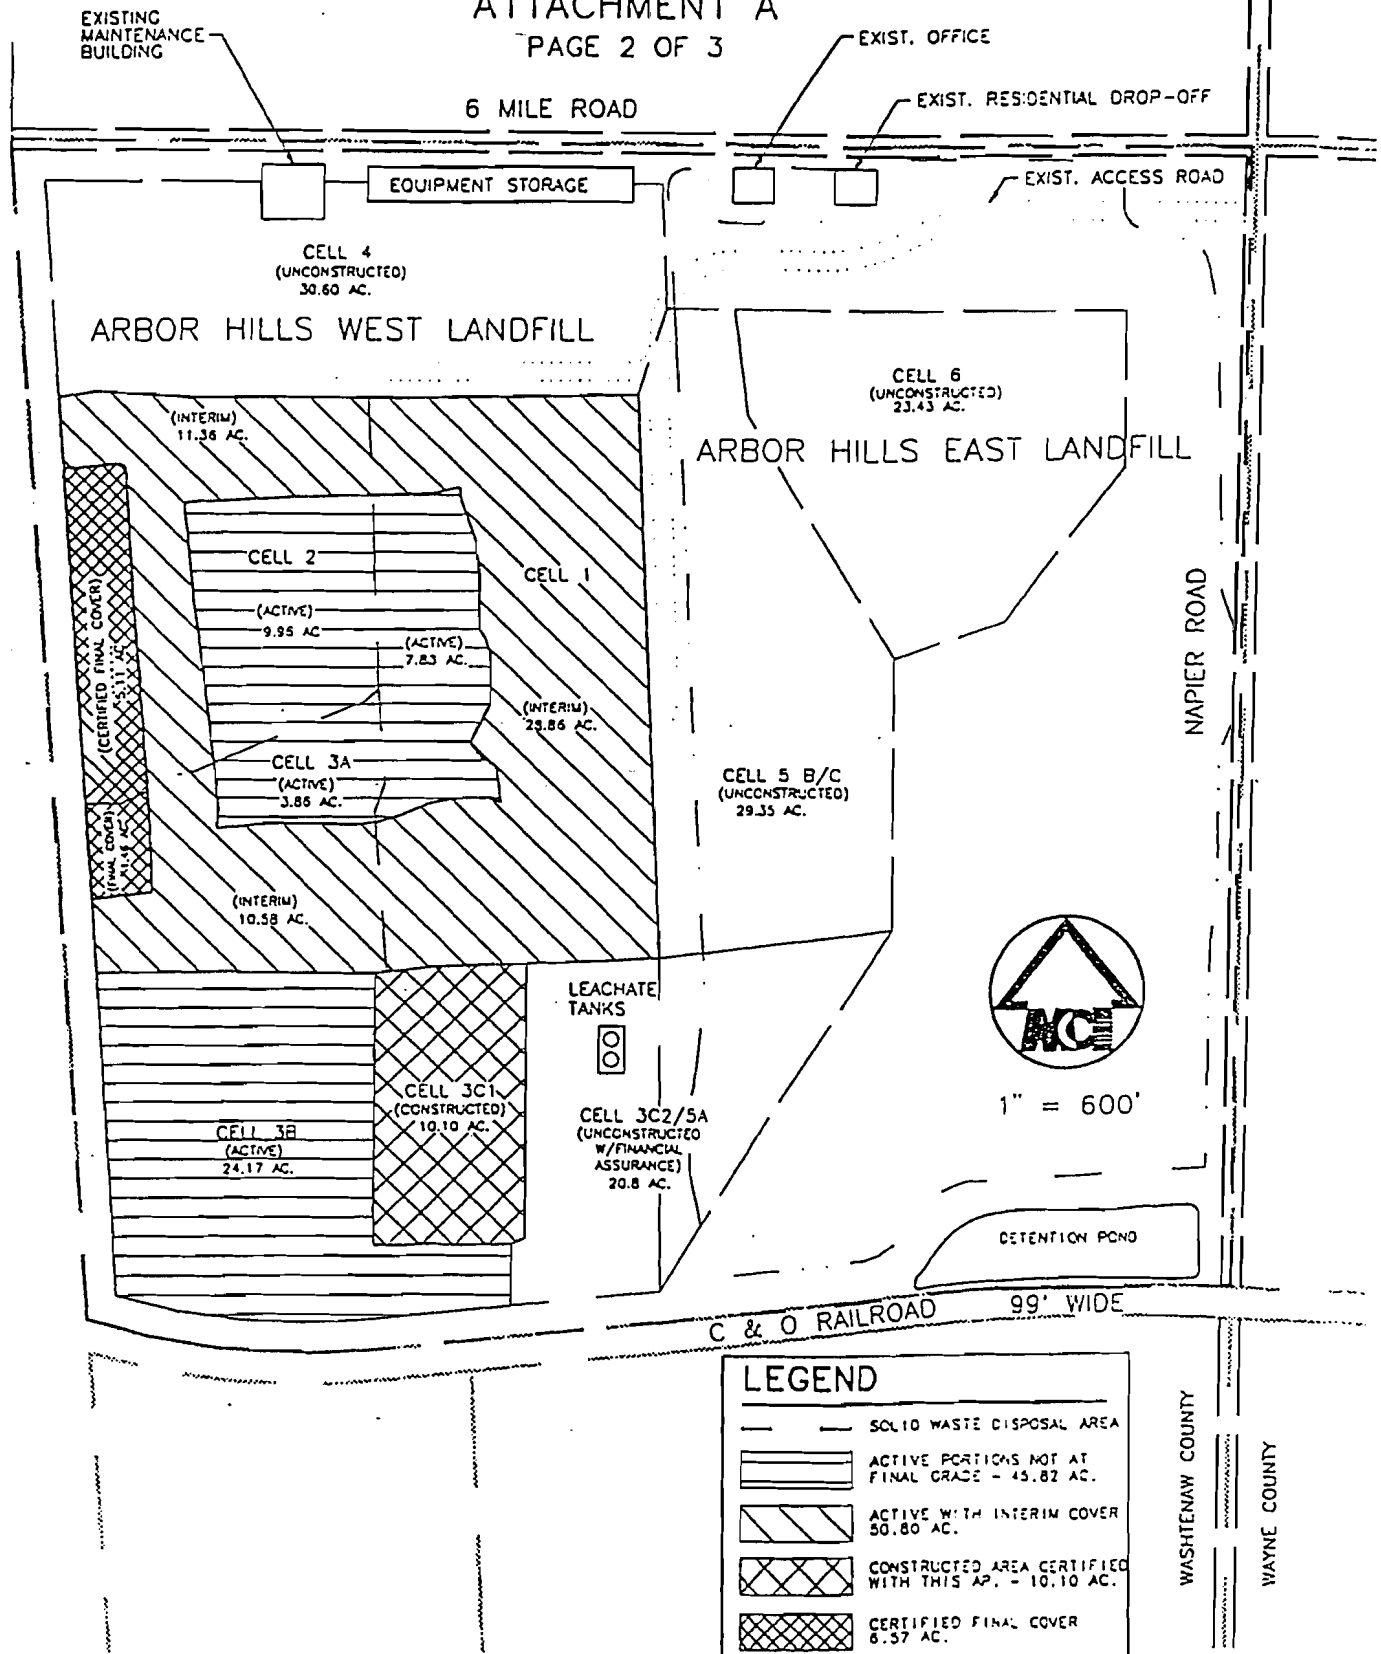 ATTACHMENT A
PAGE 2 OF 3
EXISTING
MAINTENANCE
BUILDING
EXIST. OFFICE
EXIST. RESIDENTIAL DROP-OFF
6 MILE ROAD
EXIST. ACCESS ROAD
EQUIPMENT STORAGE
CELL 4
(UNCONSTRUCTED)
30.60 AC.
ARBOR HILLS WEST LANDFILL
CELL 6
(UNCONSTRUCTED)
23.43 AC.
ARBOR HILLS EAST LANDFILL
(INTERIM)
11.36 AC.
CELL 2
(ACTIVE)
9.95 AC
CELL 1
(ACTIVE)
7.83 AC.
(INTERIM)
28.86 AC.
(CERTIFIED FINAL COVER)
5.11 AC
CELL 3A
(ACTIVE)
3.86 AC.
(FINAL COVER)
1.46 AC
(INTERIM)
10.58 AC.
CELL 5 B/C
(UNCONSTRUCTED)
29.35 AC.
NAPIER ROAD
LEACHATE
TANKS
CELL 3C1
(CONSTRUCTED)
10.10 AC.
CELL 3B
(ACTIVE)
24.17 AC.
CELL 3C2/5A
(UNCONSTRUCTED
W/FINANCIAL
ASSURANCE)
20.8 AC.
1" = 600'
DETENTION POND
C & O RAILROAD 99' WIDE
LEGEND
SOLID WASTE DISPOSAL AREA
ACTIVE PORTIONS NOT AT
FINAL GRADE - 45.82 AC.
ACTIVE WITH INTERIM COVER
50.80 AC.
CONSTRUCTED AREA CERTIFIED
WITH THIS AP. - 10.10 AC.
CERTIFIED FINAL COVER
6.57 AC.
WASHTENAW COUNTY
WAYNE COUNTY